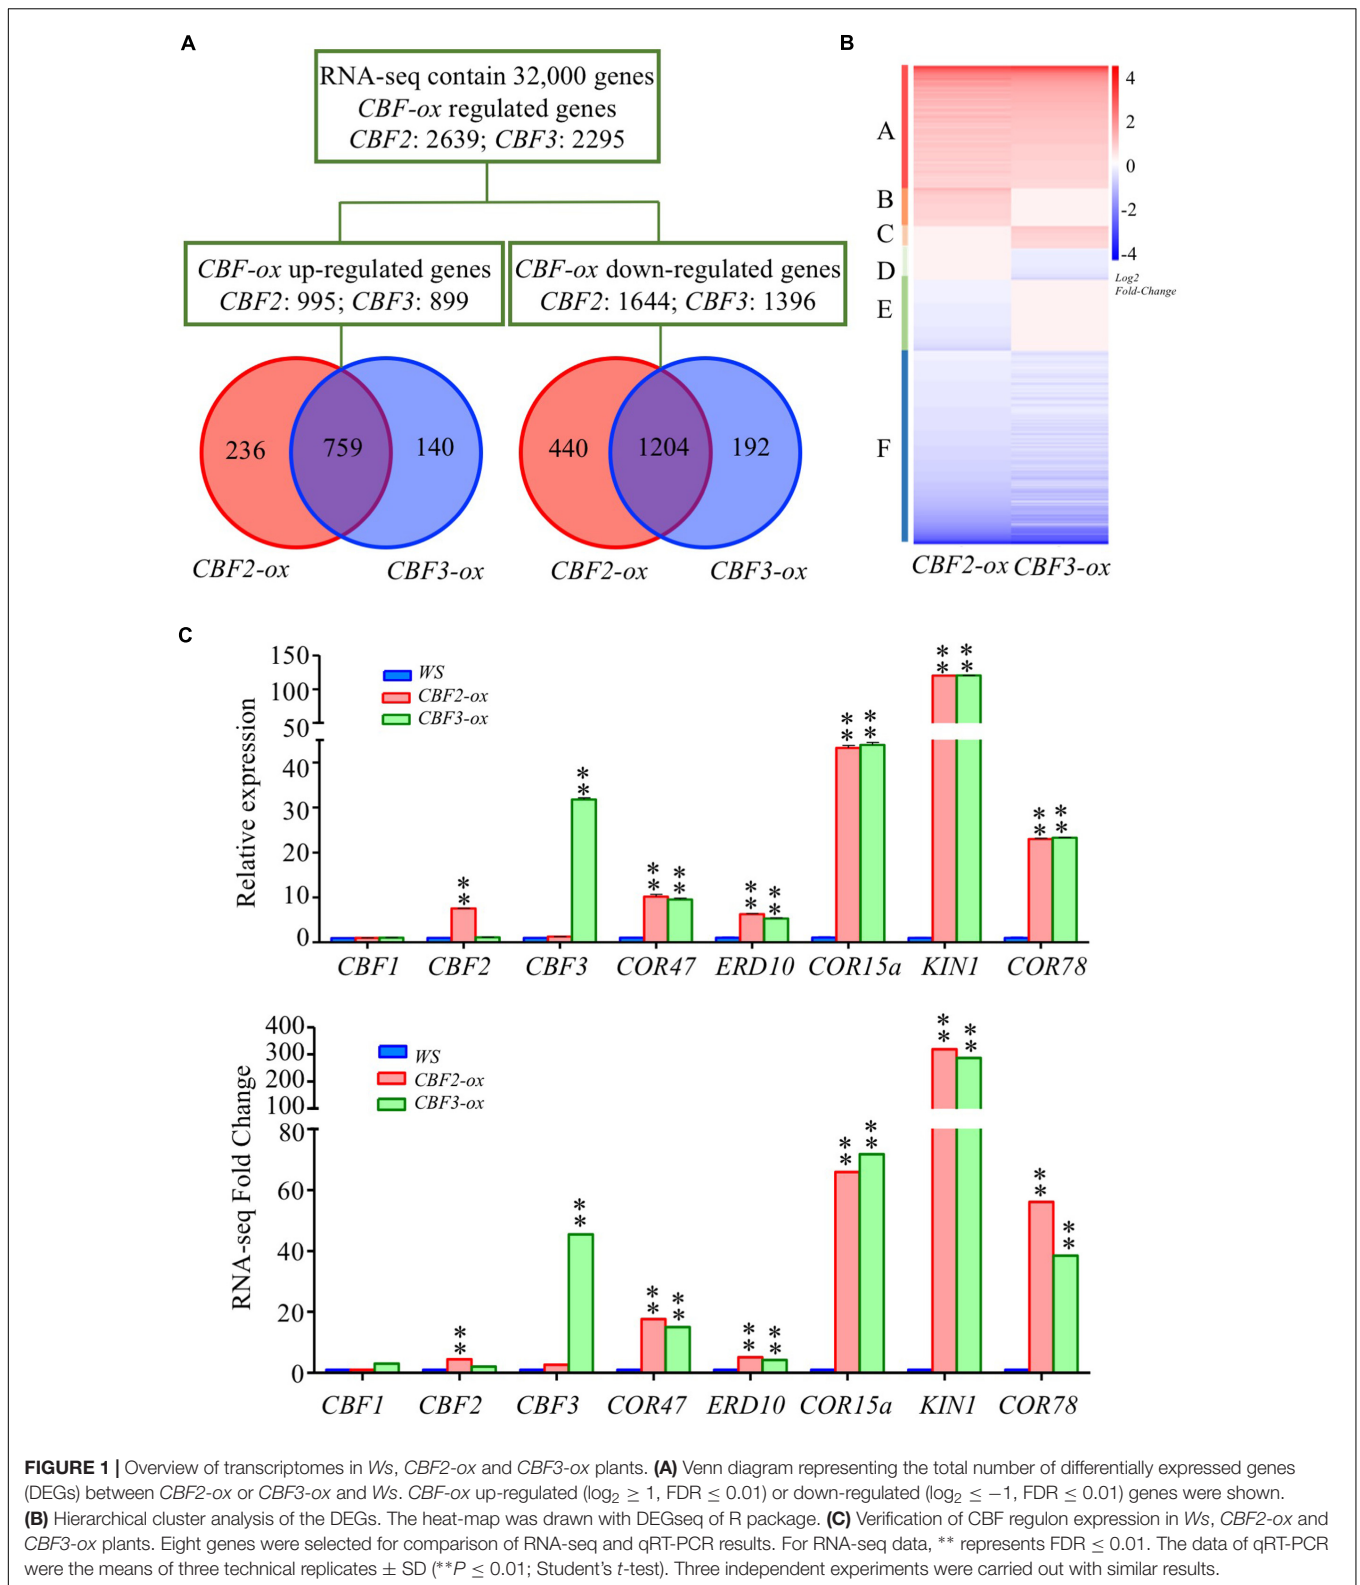 A
RNA-seq contain 32,000 genes
CBF-ox regulated genes
CBF2: 2639; CBF3: 2295
CBF-ox up-regulated genes
CBF2: 995; CBF3: 899
CBF-ox down-regulated genes
CBF2: 1644; CBF3: 1396
236 759 140
440 1204 192
CBF2-ox CBF3-ox
CBF2-ox CBF3-ox
B
A
B
C
D
E
F
4
2
0
-2
-4
Log2
Fold-Change
CBF2-ox CBF3-ox
C
Relative expression
150
100
50
40
30
20
10
0
WS
CBF2-ox
CBF3-ox
** ** ** ** ** ** ** ** ** ** ** **
CBF1 CBF2 CBF3 COR47 ERD10 COR15a KIN1 COR78
RNA-seq Fold Change
400
300
200
100
80
60
40
20
0
WS
CBF2-ox
CBF3-ox
** ** ** ** ** ** ** ** ** ** ** **
CBF1 CBF2 CBF3 COR47 ERD10 COR15a KIN1 COR78
FIGURE 1 | Overview of transcriptomes in Ws, CBF2-ox and CBF3-ox plants. (A) Venn diagram representing the total number of differentially expressed genes
(DEGs) between CBF2-ox or CBF3-ox and Ws. CBF-ox up-regulated (log₂ ≥ 1, FDR ≤ 0.01) or down-regulated (log₂ ≤ −1, FDR ≤ 0.01) genes were shown.
(B) Hierarchical cluster analysis of the DEGs. The heat-map was drawn with DEGseq of R package. (C) Verification of CBF regulon expression in Ws, CBF2-ox and
CBF3-ox plants. Eight genes were selected for comparison of RNA-seq and qRT-PCR results. For RNA-seq data, ** represents FDR ≤ 0.01. The data of qRT-PCR
were the means of three technical replicates ± SD (**P ≤ 0.01; Student's t-test). Three independent experiments were carried out with similar results.